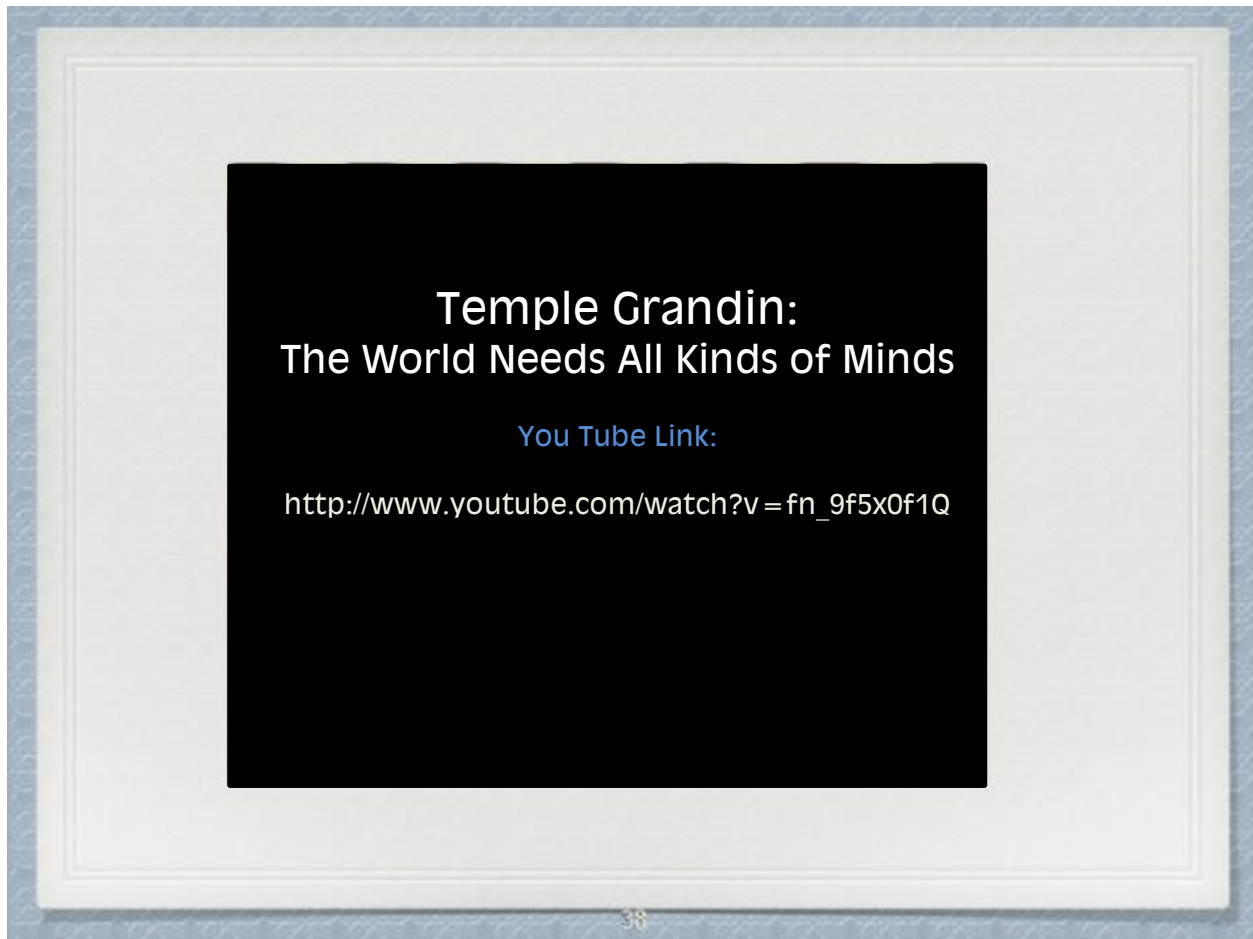 Temple Grandin:
The World Needs All Kinds of Minds
You Tube Link:
http://www.youtube.com/watch?v=fn_9f5x0f1Q
38